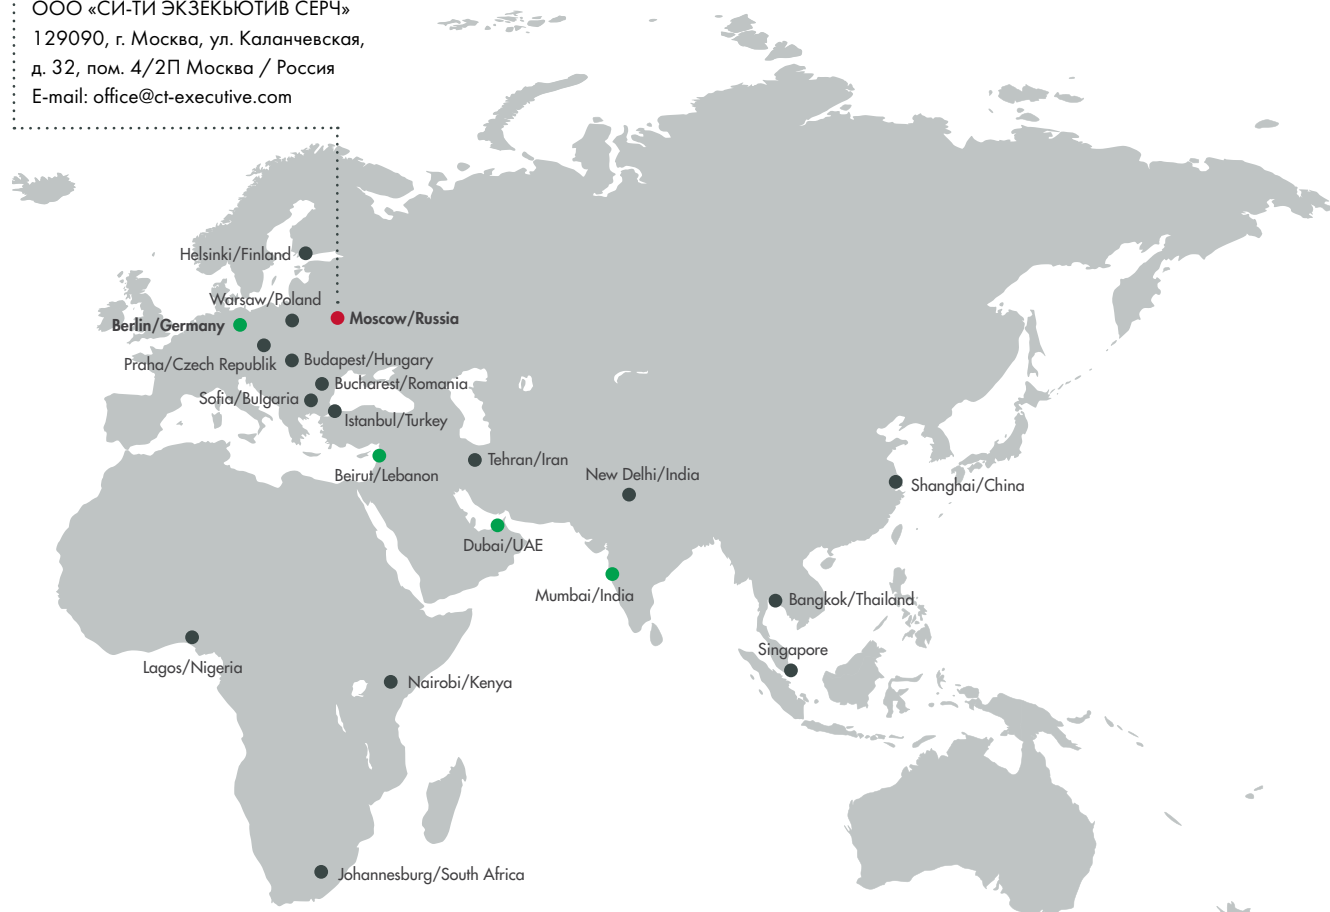 ООО «СИ-ТИ ЭКЗЕКЬЮТИВ СЕРЧ»
129090, г. Москва, ул. Каланчевская,
д. 32, пом. 4/2П Москва / Россия
E-mail: office@ct-executive.com
Helsinki/Finland
Warsaw/Poland
Berlin/Germany
Moscow/Russia
Praha/Czech Republik
Budapest/Hungary
Bucharest/Romania
Sofia/Bulgaria
Istanbul/Turkey
Beirut/Lebanon
Tehran/Iran
New Delhi/India
Shanghai/China
Dubai/UAE
Mumbai/India
Bangkok/Thailand
Singapore
Lagos/Nigeria
Nairobi/Kenya
Johannesburg/South Africa